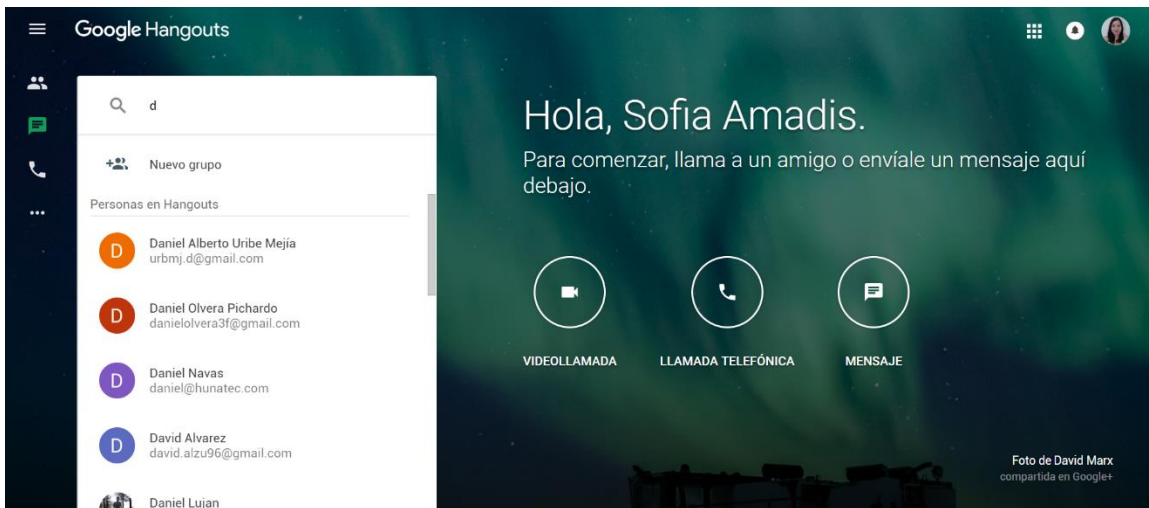 Google Hangouts
d
Nuevo grupo
Personas en Hangouts
D
Daniel Alberto Uribe Mejía
urbmj.d@gmail.com
D
Daniel Olvera Pichardo
danielolvera3f@gmail.com
D
Daniel Navas
daniel@hunatec.com
D
David Alvarez
david.alzu96@gmail.com
Daniel Lujan
Hola, Sofia Amadis.
Para comenzar, llama a un amigo o envíale un mensaje aquí
debajo.
VIDEOLLAMADA
LLAMADA TELEFÓNICA
MENSAJE
Foto de David Marx
compartida en Google+